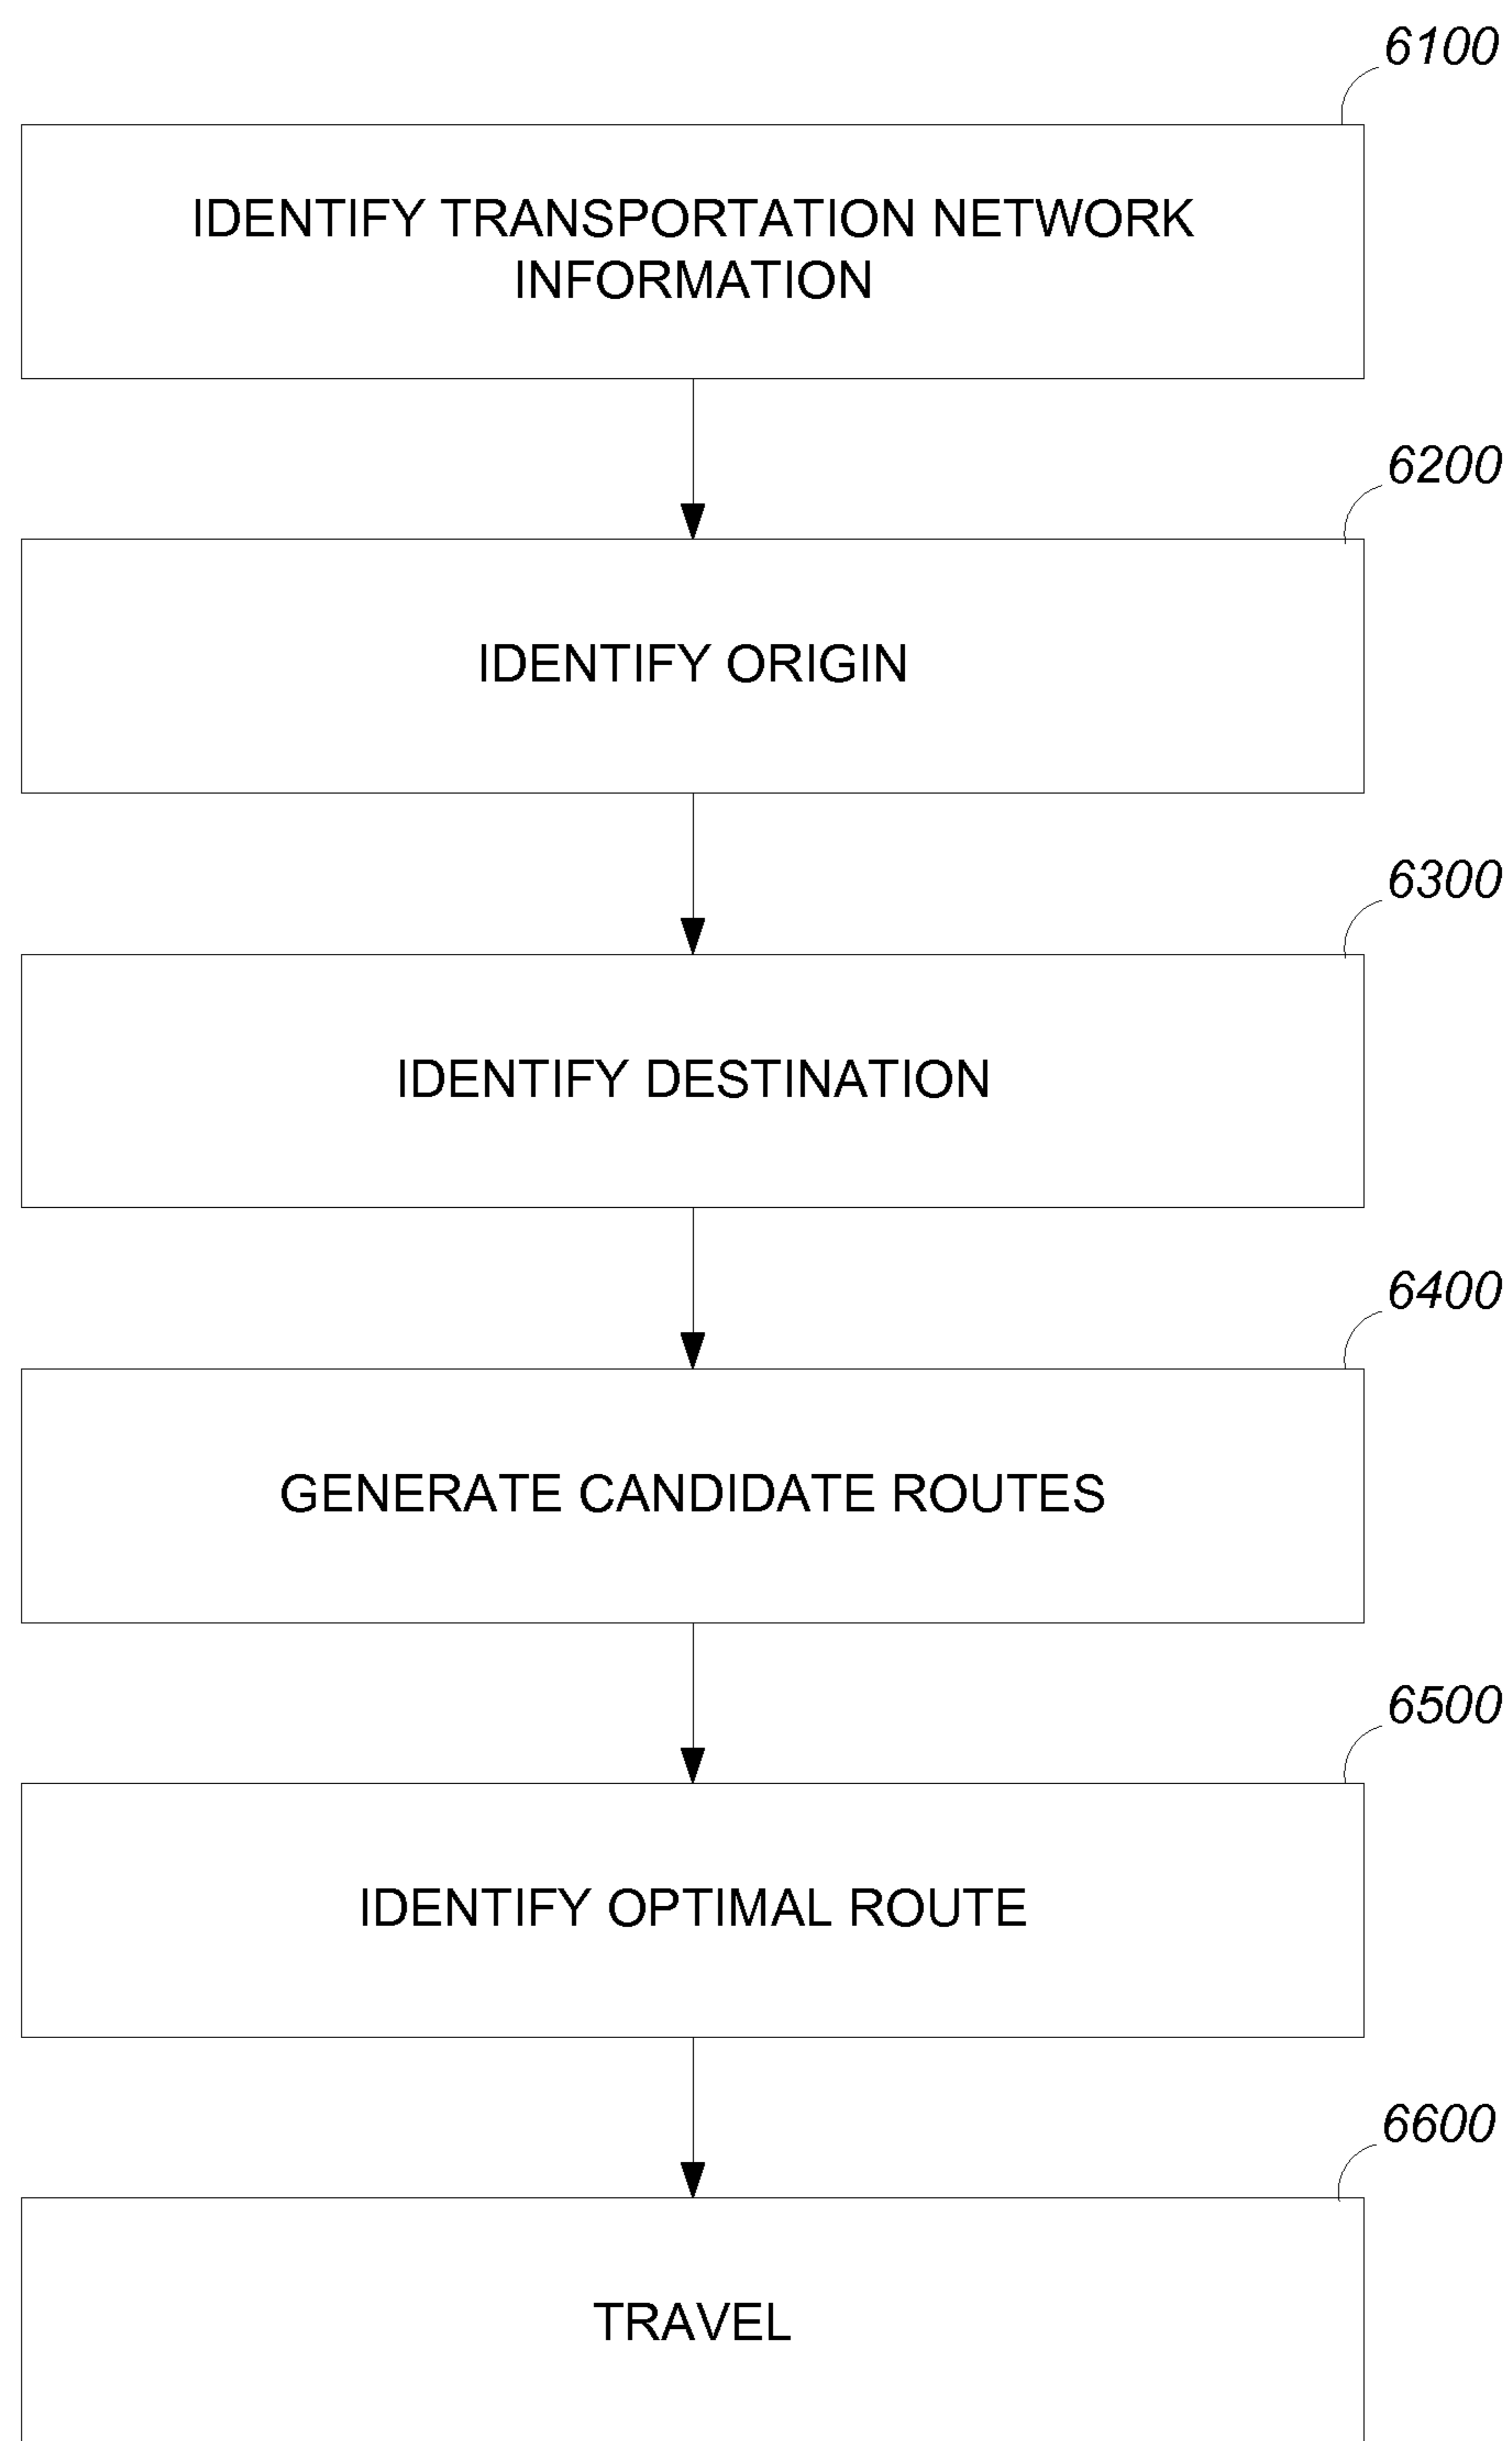 6100
IDENTIFY TRANSPORTATION NETWORK
INFORMATION
6200
IDENTIFY ORIGIN
6300
IDENTIFY DESTINATION
6400
GENERATE CANDIDATE ROUTES
6500
IDENTIFY OPTIMAL ROUTE
6600
TRAVEL